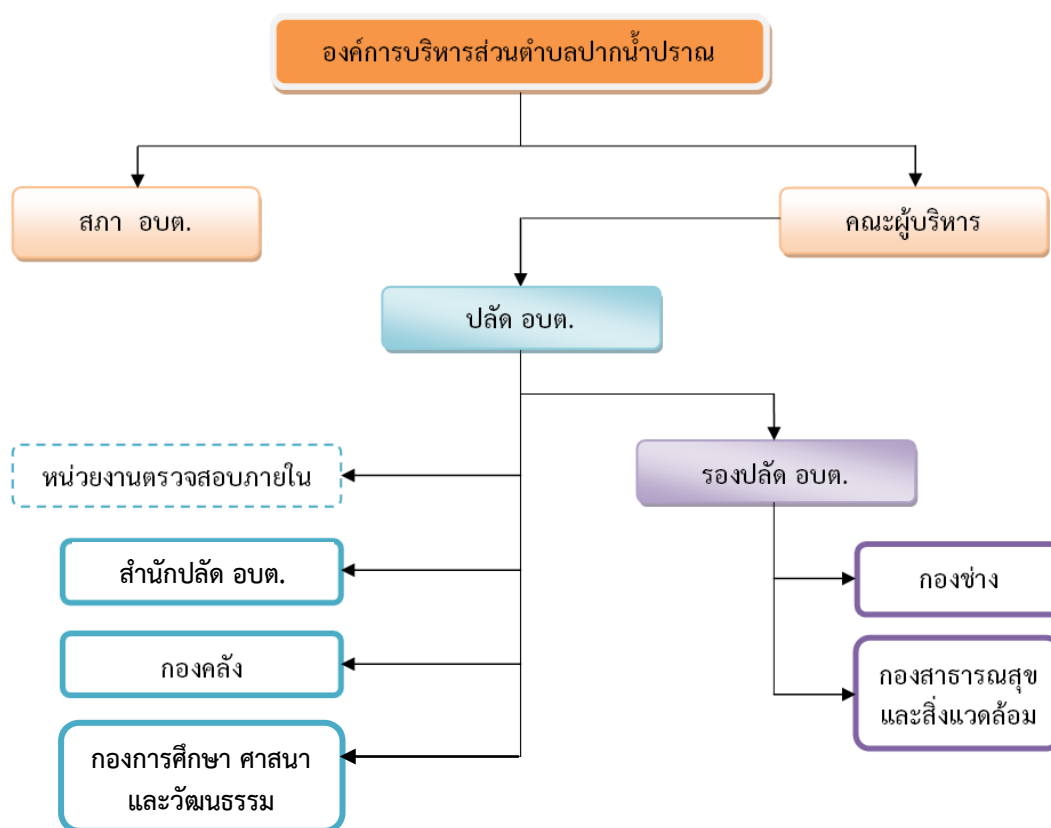 องค์การบริหารส่วนตำบลปากน้ำปราณ
สภา อบต.
คณะผู้บริหาร
ปลัด อบต.
หน่วยงานตรวจสอบภายใน
รองปลัด อบต.
สำนักปลัด อบต.
กองช่าง
กองคลัง
กองสาธารณสุข
และสิ่งแวดล้อม
กองการศึกษา ศาสนา
และวัฒนธรรม